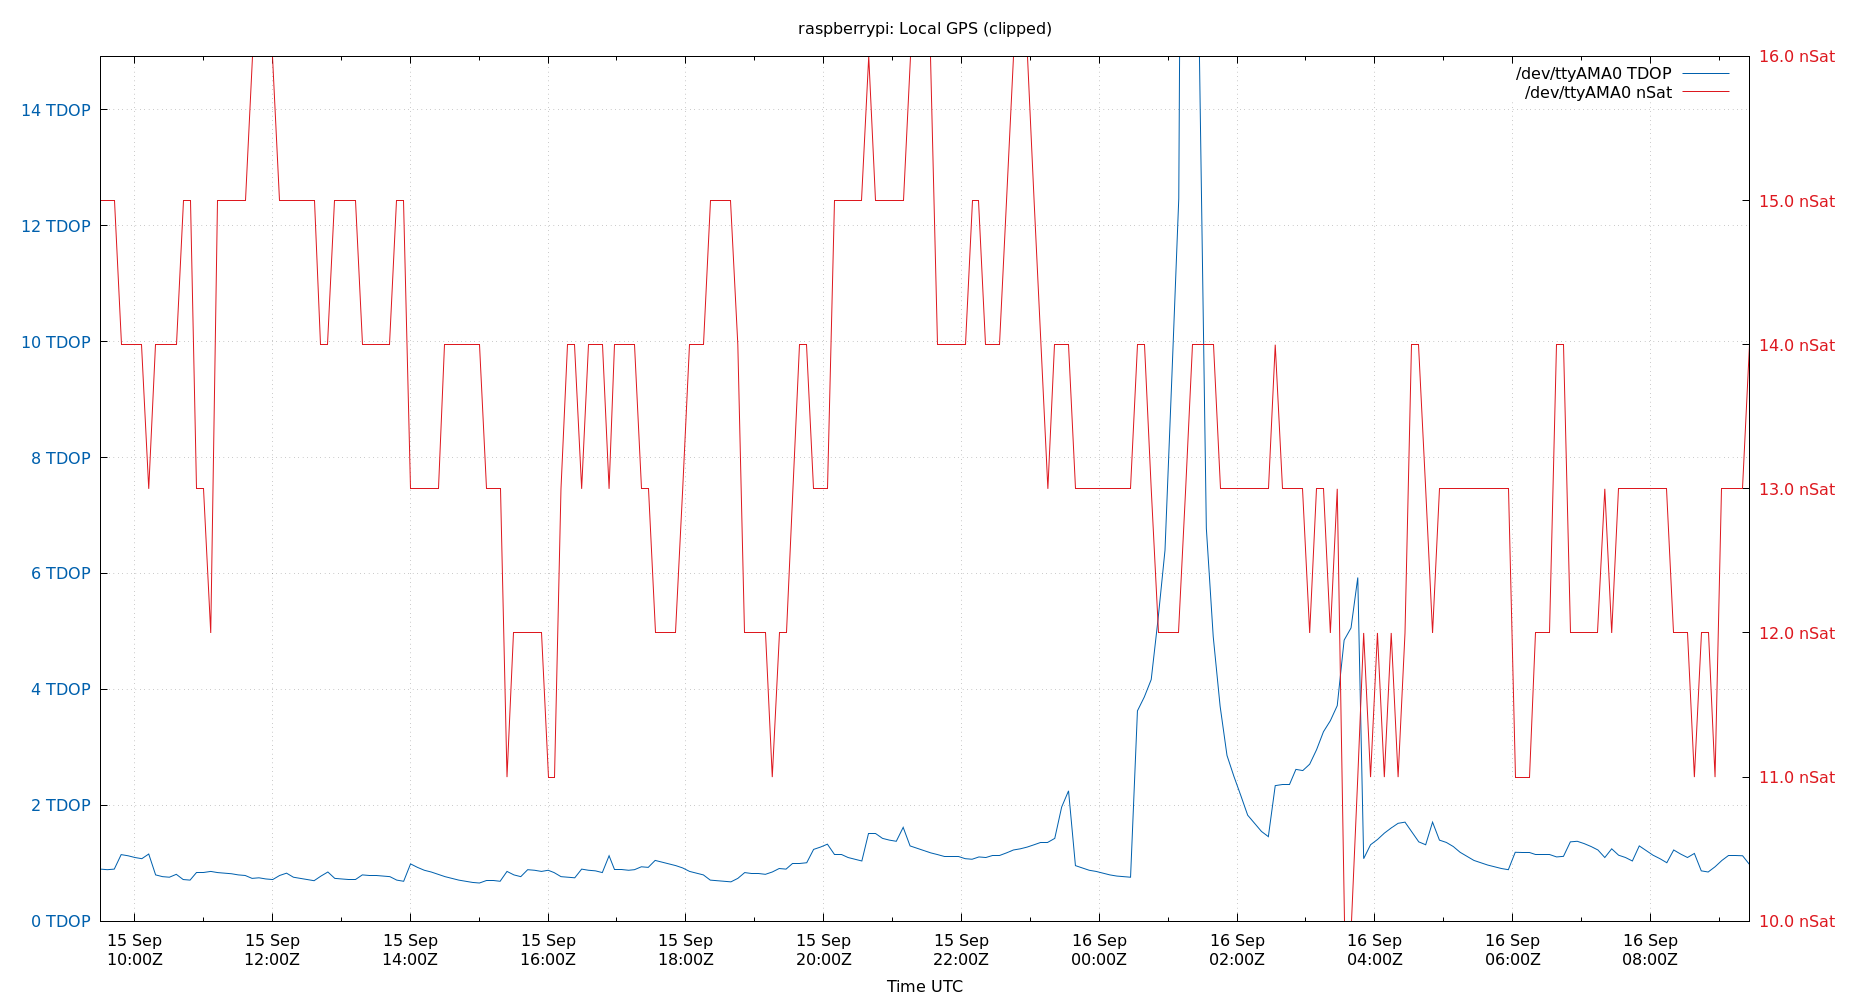 raspberrypi: Local GPS (clipped)
/dev/ttyAMA0 TDOP
/dev/ttyAMA0 nSat
14 TDOP
12 TDOP
10 TDOP
8 TDOP
6 TDOP
4 TDOP
2 TDOP
0 TDOP
16.0 nSat
15.0 nSat
14.0 nSat
13.0 nSat
12.0 nSat
11.0 nSat
10.0 nSat
15 Sep 15 Sep 15 Sep 15 Sep 15 Sep 15 Sep 15 Sep 16 Sep 16 Sep 16 Sep 16 Sep 16 Sep
10:00Z 12:00Z 14:00Z 16:00Z 18:00Z 20:00Z 22:00Z 00:00Z 02:00Z 04:00Z 06:00Z 08:00Z
Time UTC